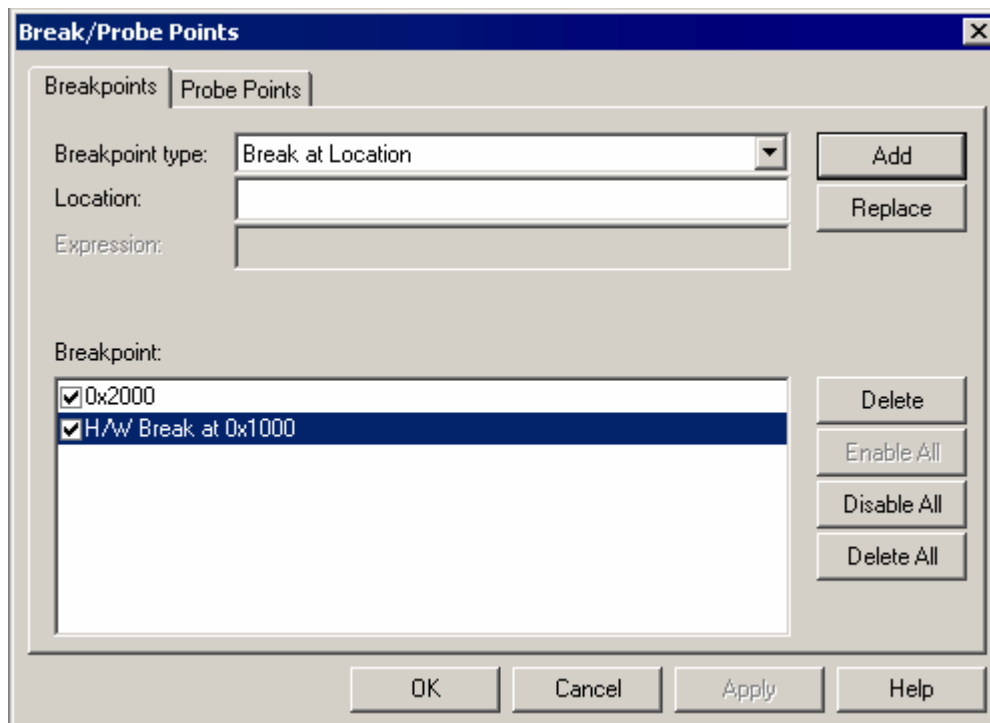 Break/Probe Points
Breakpoints
Probe Points
Breakpoint type:
Break at Location
Add
Location:
Replace
Expression:
Breakpoint:
0x2000
H/W Break at 0x1000
Delete
Enable All
Disable All
Delete All
OK
Cancel
Apply
Help